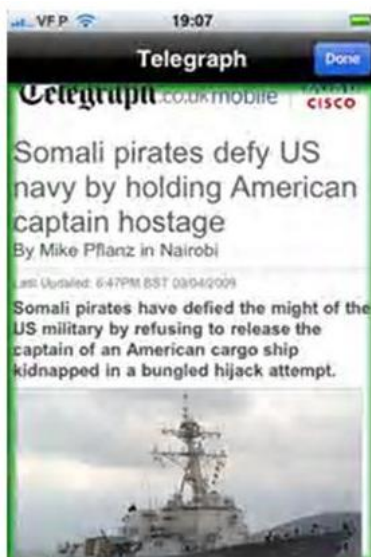 VF P 19:07
Telegraph Done
Telegraph.co.uk mobile CISCO
Somali pirates defy US
navy by holding American
captain hostage
By Mike Pflanz in Nairobi
Last Updated: 6:47PM BST 09/04/2009
Somali pirates have defied the might of the
US military by refusing to release the
captain of an American cargo ship
kidnapped in a bungled hijack attempt.